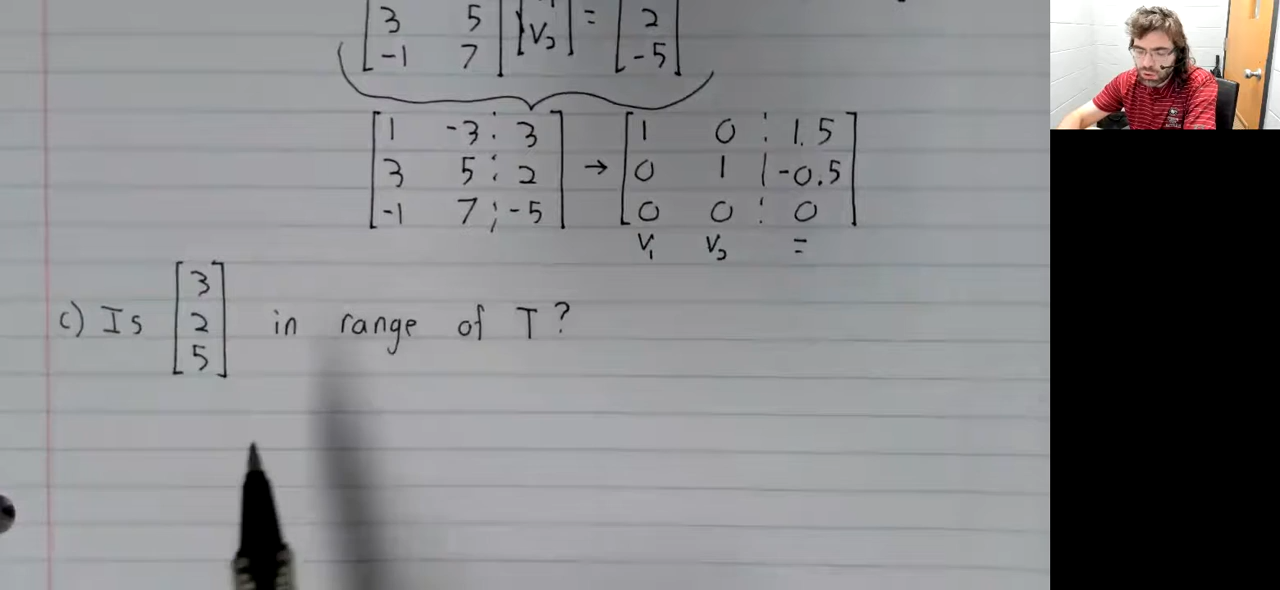 3 5 [V₂] = 2
-1 7 -5
[1 -3 ⋮ 3] [1 0 ⋮ 1.5]
[3 5 ⋮ 2] → [0 1 | -0.5]
[-1 7 ⋮ -5] [0 0 ⋮ 0]
V₁ V₂ =
[3]
c) Is [2] in range of T?
[5]